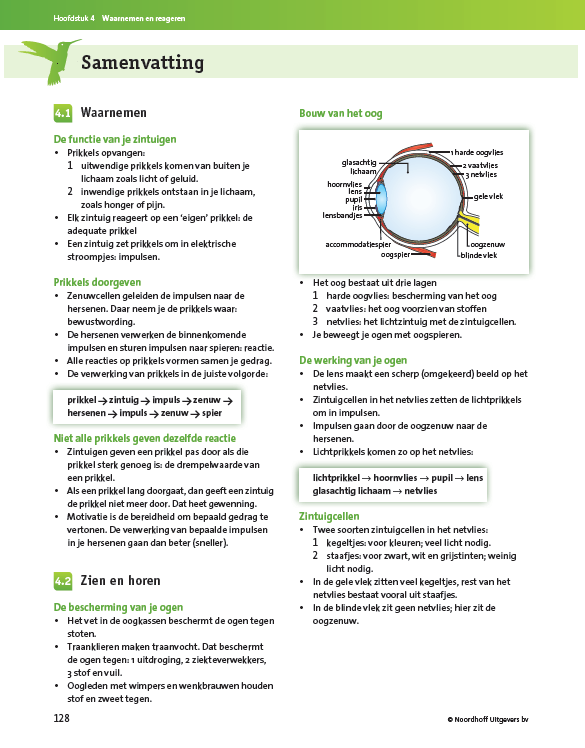 Hoofdstuk 4 Waarnemen en reageren
Samenvatting
4.1 Waarnemen
De functie van je zintuigen
• Prikkels opvangen:
1 uitwendige prikkels komen van buiten je
lichaam zoals licht of geluid.
2 inwendige prikkels ontstaan in je lichaam,
zoals honger of pijn.
• Elk zintuig reageert op een ‘eigen’ prikkel: de
adequate prikkel
• Een zintuig zet prikkels om in elektrische
stroompjes: impulsen.
Prikkels doorgeven
• Zenuwcellen geleiden de impulsen naar de
hersenen. Daar neem je de prikkels waar:
bewustwording.
• De hersenen verwerken de binnenkomende
impulsen en sturen impulsen naar spieren: reactie.
• Alle reacties op prikkels vormen samen je gedrag.
• De verwerking van prikkels in de juiste volgorde:
prikkel → zintuig → impuls → zenuw →
hersenen → impuls → zenuw → spier
Niet alle prikkels geven dezelfde reactie
• Zintuigen geven een prikkel pas door als die
prikkel sterk genoeg is: de drempelwaarde van
een prikkel.
• Als een prikkel lang doorgaat, dan geeft een zintuig
de prikkel niet meer door. Dat heet gewenning.
• Motivatie is de bereidheid om bepaald gedrag te
vertonen. De verwerking van bepaalde impulsen
in je hersenen gaan dan beter (sneller).
4.2 Zien en horen
De bescherming van je ogen
• Het vet in de oogkassen beschermt de ogen tegen
stoten.
• Traanklieren maken traanvocht. Dat beschermt
de ogen tegen: 1 uitdroging, 2 ziekteverwekkers,
3 stof en vuil.
• Oogleden met wimpers en wenkbrauwen houden
stof en zweet tegen.
Bouw van het oog
1 harde oogvlies
2 vaatvlies
3 netvlies
gele vlek
oogzenuw
blinde vlek
glasachtig
lichaam
hoornvlies
lens
pupil
iris
lensbandjes
accommodatiespier
oogspier
• Het oog bestaat uit drie lagen
1 harde oogvlies: bescherming van het oog
2 vaatvlies: het oog voorzien van stoffen
3 netvlies: het lichtzintuig met de zintuigcellen.
• Je beweegt je ogen met oogspieren.
De werking van je ogen
• De lens maakt een scherp (omgekeerd) beeld op het
netvlies.
• Zintuigcellen in het netvlies zetten de lichtprikkels
om in impulsen.
• Impulsen gaan door de oogzenuw naar de
hersenen.
• Lichtprikkels komen zo op het netvlies:
lichtprikkel → hoornvlies → pupil → lens
glasachtig lichaam → netvlies
Zintuigcellen
• Twee soorten zintuigcellen in het netvlies:
1 kegeltjes: voor kleuren; veel licht nodig.
2 staafjes: voor zwart, wit en grijstinten; weinig
licht nodig.
• In de gele vlek zitten veel kegeltjes, rest van het
netvlies bestaat vooral uit staafjes.
• In de blinde vlek zit geen netvlies; hier zit de
oogzenuw.
128
© Noordhoff Uitgevers bv